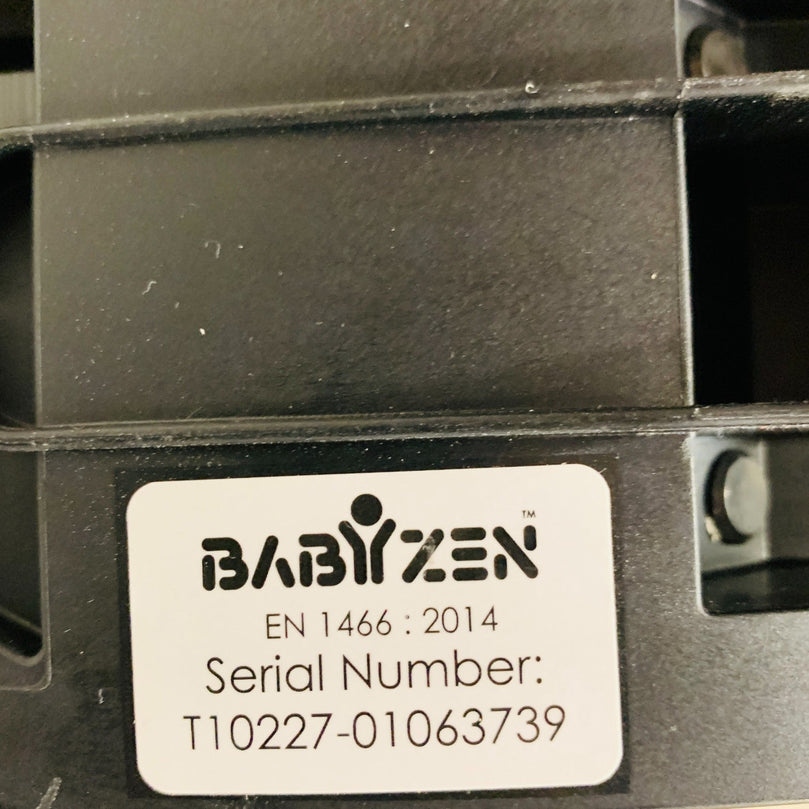 BABYZEN™
EN 1466 : 2014
Serial Number:
T10227-01063739